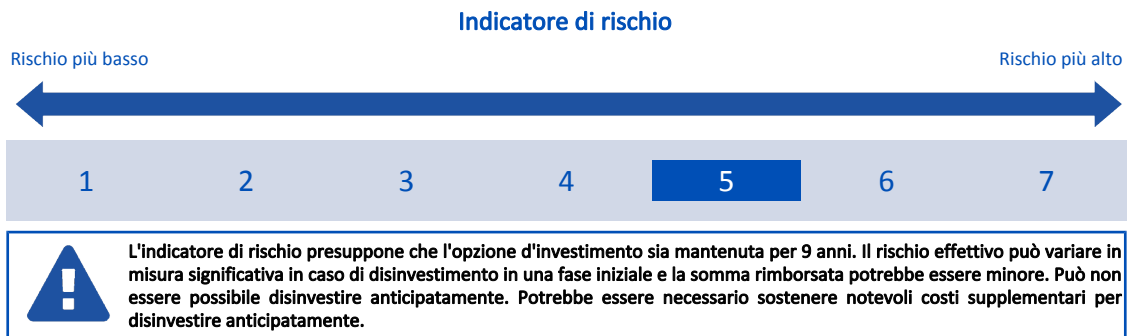 Indicatore di rischio
Rischio più basso
Rischio più alto
1 2 3 4 5 6 7
L'indicatore di rischio presuppone che l'opzione d'investimento sia mantenuta per 9 anni. Il rischio effettivo può variare in
misura significativa in caso di disinvestimento in una fase iniziale e la somma rimborsata potrebbe essere minore. Può non
essere possibile disinvestire anticipatamente. Potrebbe essere necessario sostenere notevoli costi supplementari per
disinvestire anticipatamente.